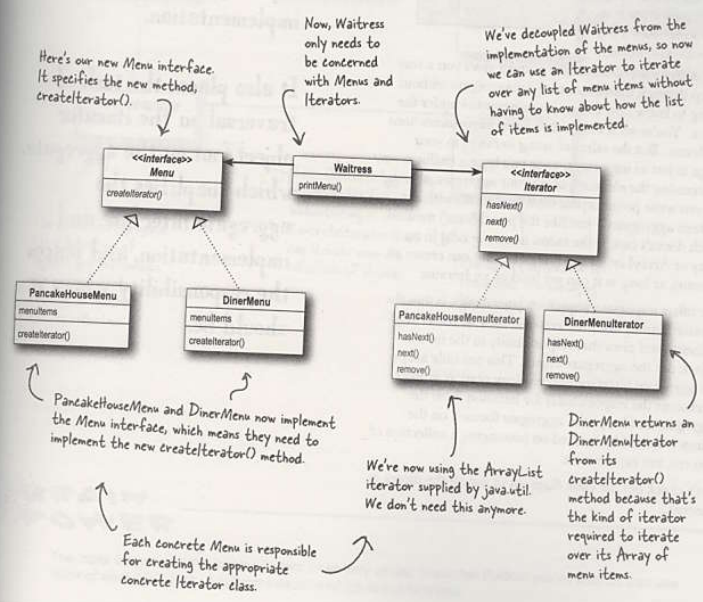 Here's our new Menu interface.
It specifies the new method,
createIterator().
Now, Waitress
only needs to
be concerned
with Menus and
Iterators.
We've decoupled Waitress from the
implementation of the menus, so now
we can use an Iterator to iterate
over any list of menu items without
having to know about how the list
of items is implemented.
<<interface>>
Menu
createIterator()
Waitress
printMenu()
<<interface>>
Iterator
hasNext()
next()
remove()
PancakeHouseMenu
menuItems
createIterator()
DinerMenu
menuItems
createIterator()
PancakeHouseMenuIterator
hasNext()
next()
remove()
DinerMenuIterator
hasNext()
next()
remove()
PancakeHouseMenu and DinerMenu now implement
the Menu interface, which means they need to
implement the new createIterator() method.
We're now using the ArrayList
iterator supplied by java.util.
We don't need this anymore.
DinerMenu returns an
DinerMenuIterator
from its
createIterator()
method because that's
the kind of iterator
required to iterate
over its Array of
menu items.
Each concrete Menu is responsible
for creating the appropriate
concrete Iterator class.